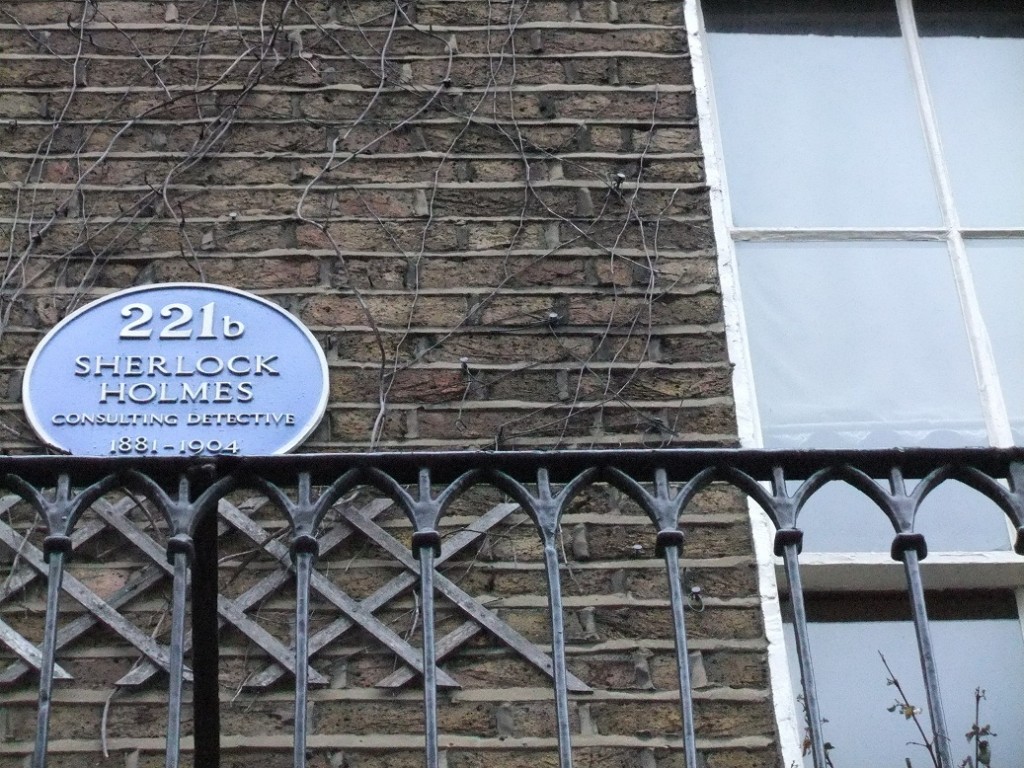 221b
SHERLOCK
HOLMES
CONSULTING DETECTIVE
1881-1904